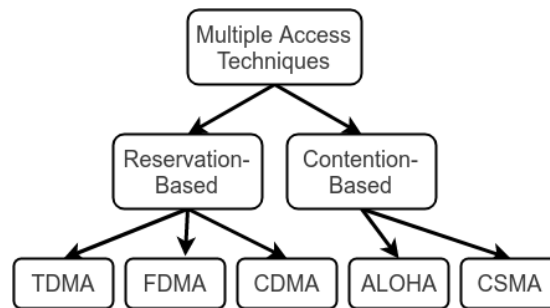 Multiple Access
Techniques
Reservation-
Based
Contention-
Based
TDMA
FDMA
CDMA
ALOHA
CSMA